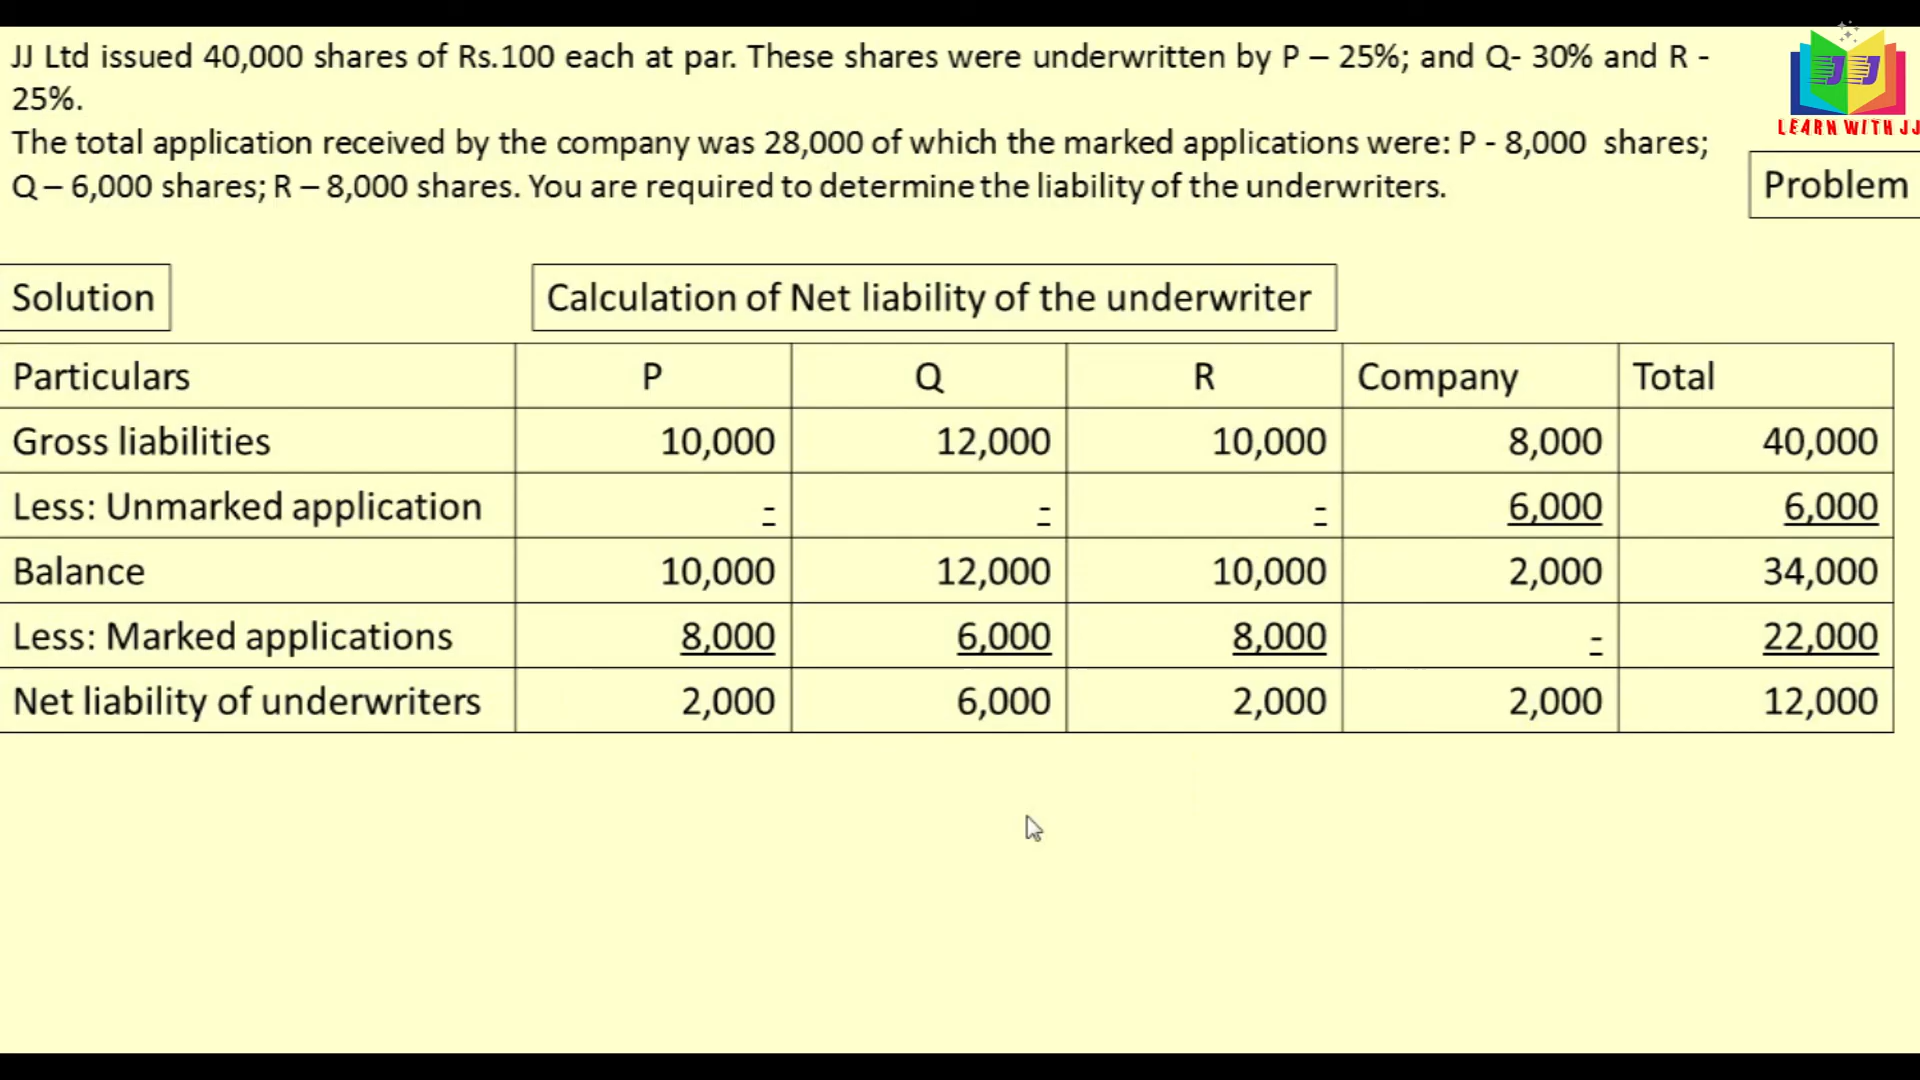 JJ Ltd issued 40,000 shares of Rs.100 each at par. These shares were underwritten by P – 25%; and Q- 30% and R -
25%.
The total application received by the company was 28,000 of which the marked applications were: P - 8,000 shares;
Q – 6,000 shares; R – 8,000 shares. You are required to determine the liability of the underwriters.
JJ
LEARN WITH JJ
Problem
Solution
Calculation of Net liability of the underwriter
Particulars P Q R Company Total
Gross liabilities 10,000 12,000 10,000 8,000 40,000
Less: Unmarked application - - - 6,000 6,000
Balance 10,000 12,000 10,000 2,000 34,000
Less: Marked applications 8,000 6,000 8,000 - 22,000
Net liability of underwriters 2,000 6,000 2,000 2,000 12,000